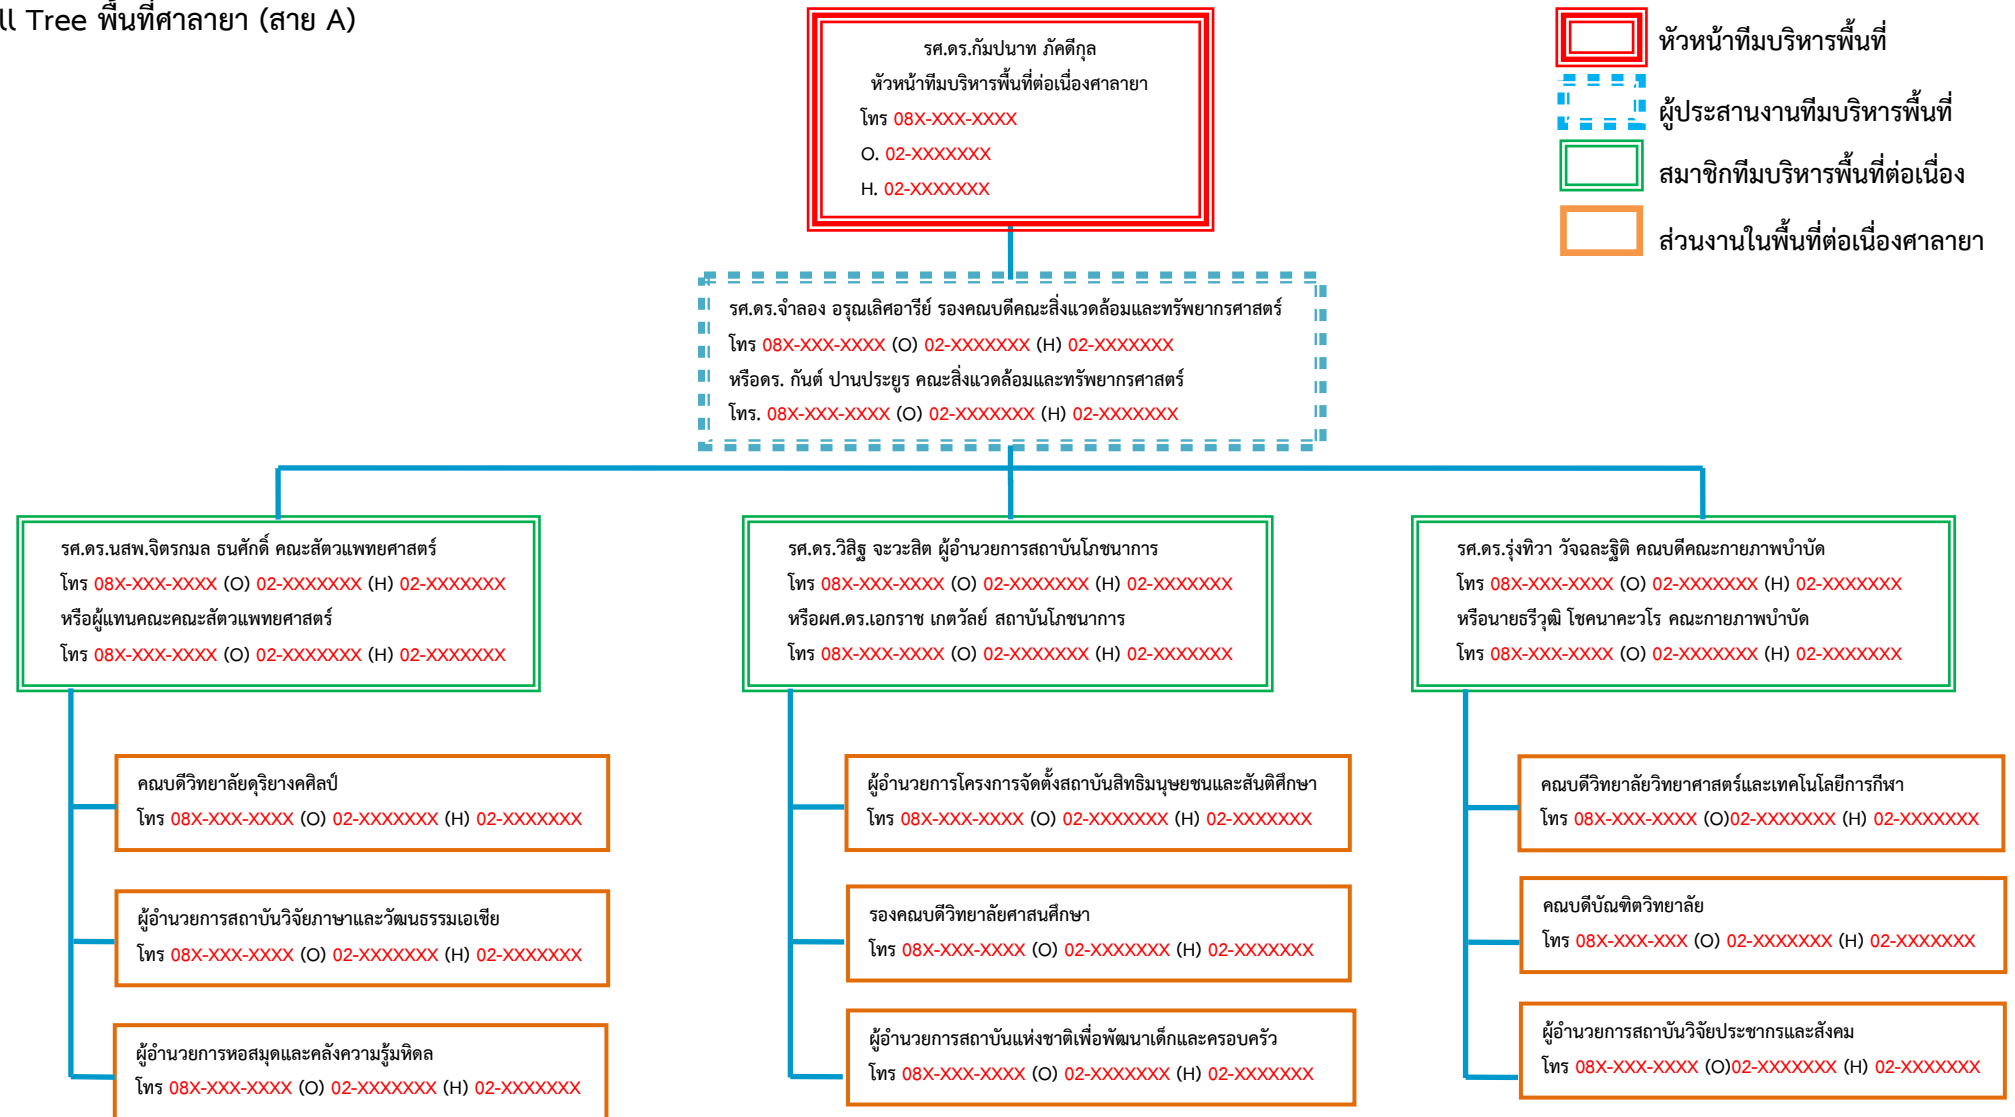 ll Tree พื้นที่ศาลายา (สาย A)
รศ.ดร.กัมปนาท ภัคดีกุล
หัวหน้าทีมบริหารพื้นที่ต่อเนื่องศาลายา
โทร 08X-XXX-XXXX
O. 02-XXXXXXX
H. 02-XXXXXXX
หัวหน้าทีมบริหารพื้นที่
ผู้ประสานงานทีมบริหารพื้นที่
สมาชิกทีมบริหารพื้นที่ต่อเนื่อง
ส่วนงานในพื้นที่ต่อเนื่องศาลายา
รศ.ดร.จำลอง อรุณเลิศอารีย์ รองคณบดีคณะสิ่งแวดล้อมและทรัพยากรศาสตร์
โทร 08X-XXX-XXXX (O) 02-XXXXXXX (H) 02-XXXXXXX
หรือดร. กันต์ ปานประยูร คณะสิ่งแวดล้อมและทรัพยากรศาสตร์
โทร. 08X-XXX-XXXX (O) 02-XXXXXXX (H) 02-XXXXXXX
รศ.ดร.นสพ.จิตรกมล ธนศักดิ์ คณะสัตวแพทยศาสตร์
โทร 08X-XXX-XXXX (O) 02-XXXXXXX (H) 02-XXXXXXX
หรือผู้แทนคณะคณะสัตวแพทยศาสตร์
โทร 08X-XXX-XXXX (O) 02-XXXXXXX (H) 02-XXXXXXX
รศ.ดร.วิสิฐ จะวะสิต ผู้อำนวยการสถาบันโภชนาการ
โทร 08X-XXX-XXXX (O) 02-XXXXXXX (H) 02-XXXXXXX
หรือผศ.ดร.เอกราช เกตวัลย์ สถาบันโภชนาการ
โทร 08X-XXX-XXXX (O) 02-XXXXXXX (H) 02-XXXXXXX
รศ.ดร.รุ่งทิวา วัจฉละฐิติ คณบดีคณะกายภาพบำบัด
โทร 08X-XXX-XXXX (O) 02-XXXXXXX (H) 02-XXXXXXX
หรือนายธรีวุฒิ โชคนาคะวโร คณะกายภาพบำบัด
โทร 08X-XXX-XXXX (O) 02-XXXXXXX (H) 02-XXXXXXX
คณบดีวิทยาลัยดุริยางคศิลป์
โทร 08X-XXX-XXXX (O) 02-XXXXXXX (H) 02-XXXXXXX
ผู้อำนวยการสถาบันวิจัยภาษาและวัฒนธรรมเอเชีย
โทร 08X-XXX-XXXX (O) 02-XXXXXXX (H) 02-XXXXXXX
ผู้อำนวยการหอสมุดและคลังความรู้มหิดล
โทร 08X-XXX-XXXX (O) 02-XXXXXXX (H) 02-XXXXXXX
ผู้อำนวยการโครงการจัดตั้งสถาบันสิทธิมนุษยชนและสันติศึกษา
โทร 08X-XXX-XXXX (O) 02-XXXXXXX (H) 02-XXXXXXX
รองคณบดีวิทยาลัยศาสนศึกษา
โทร 08X-XXX-XXXX (O) 02-XXXXXXX (H) 02-XXXXXXX
ผู้อำนวยการสถาบันแห่งชาติเพื่อพัฒนาเด็กและครอบครัว
โทร 08X-XXX-XXXX (O) 02-XXXXXXX (H) 02-XXXXXXX
คณบดีวิทยาลัยวิทยาศาสตร์และเทคโนโลยีการกีฬา
โทร 08X-XXX-XXXX (O)02-XXXXXXX (H) 02-XXXXXXX
คณบดีบัณฑิตวิทยาลัย
โทร 08X-XXX-XXX (O) 02-XXXXXXX (H) 02-XXXXXXX
ผู้อำนวยการสถาบันวิจัยประชากรและสังคม
โทร 08X-XXX-XXXX (O)02-XXXXXXX (H) 02-XXXXXXX